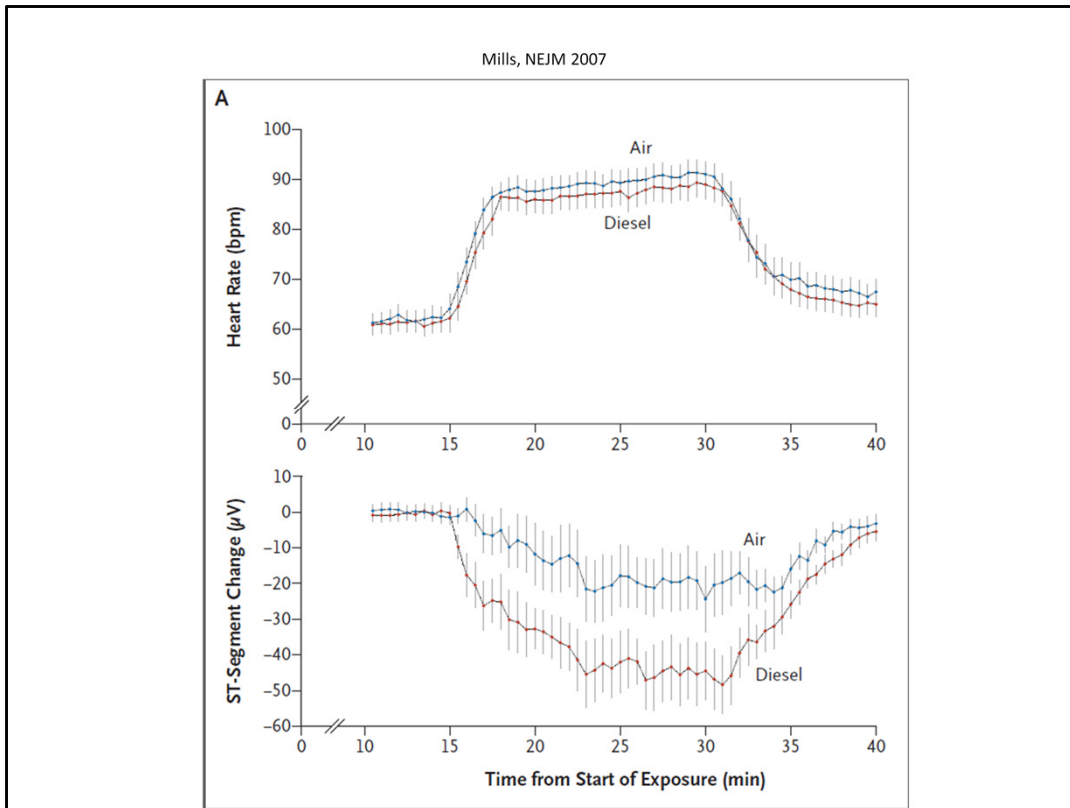 Mills, NEJM 2007
A
Heart Rate (bpm)
100
90
80
70
60
50
0
Air
Diesel
0 10 15 20 25 30 35 40
ST-Segment Change (µV)
10
0
−10
−20
−30
−40
−50
−60
Air
Diesel
0 10 15 20 25 30 35 40
Time from Start of Exposure (min)